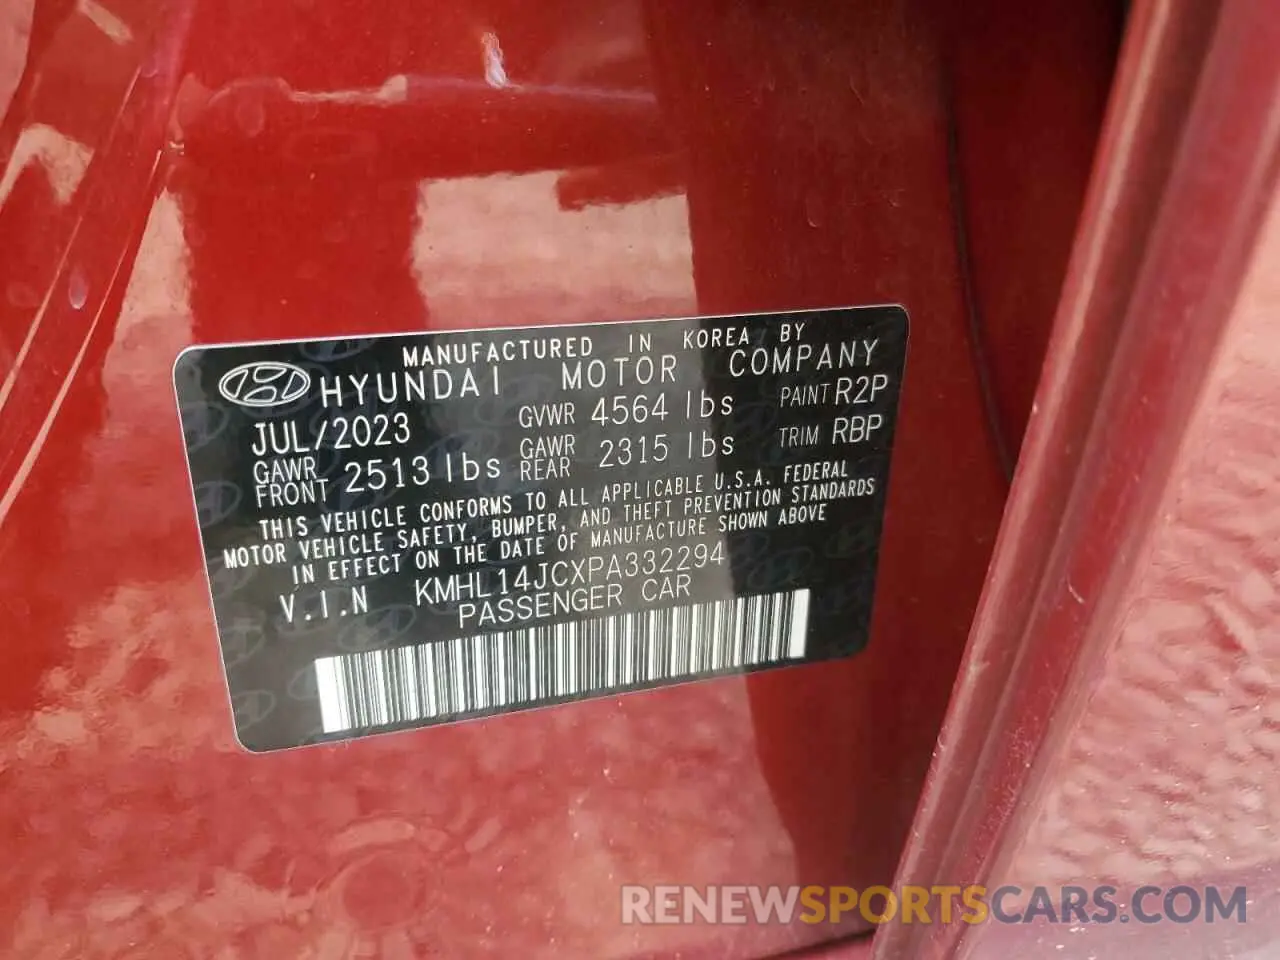 MANUFACTURED IN KOREA BY
HYUNDAI MOTOR COMPANY
JUL/2023 GVWR 4564 lbs PAINT R2P
GAWR FRONT 2513 lbs GAWR REAR 2315 lbs TRIM RBP
THIS VEHICLE CONFORMS TO ALL APPLICABLE U.S.A. FEDERAL
MOTOR VEHICLE SAFETY, BUMPER, AND THEFT PREVENTION STANDARDS
IN EFFECT ON THE DATE OF MANUFACTURE SHOWN ABOVE
V.I.N KMHL14JCXPA332294
PASSENGER CAR
RENEWSPORTSCARS.COM